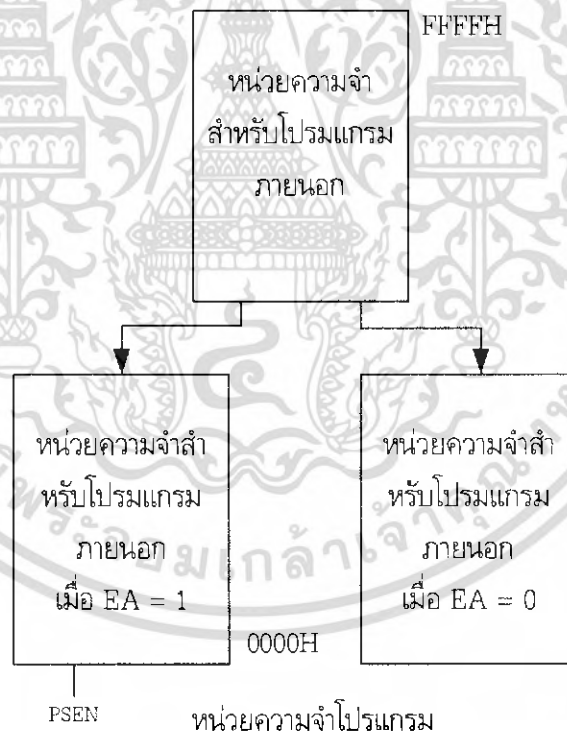 FFFFH
หน่วยความจำ
สำหรับโปรมแกรม
ภายนอก
หน่วยความจำสำ
หรับโปรมแกรม
ภายนอก
เมื่อ EA = 1
หน่วยความจำสำ
หรับโปรมแกรม
ภายนอก
เมื่อ EA = 0
0000H
PSEN
หน่วยความจำโปรแกรม